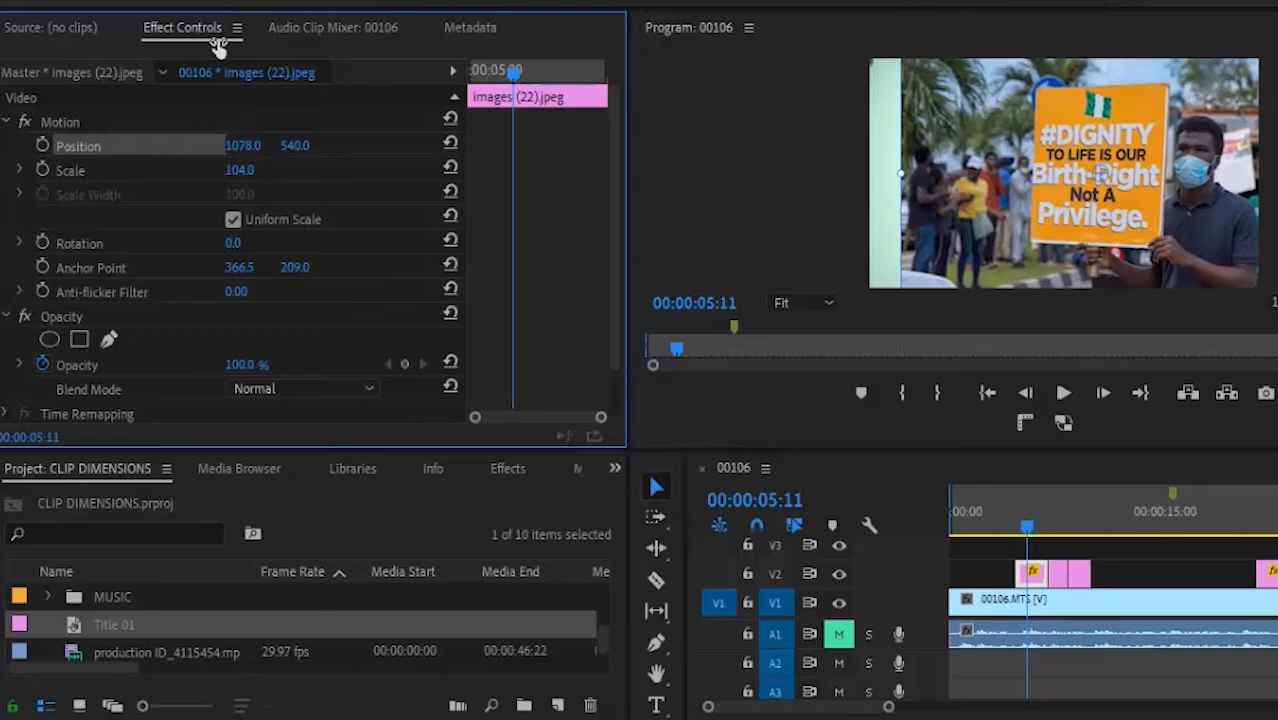 Source: (no clips)
Effect Controls
Audio Clip Mixer: 00106
Metadata
Program: 00106
Master * images (22).jpeg
00106 * images (22).jpeg
:00:05:00
Video
images (22).jpeg
fx Motion
Position 1078.0 540.0
Scale 104.0
Scale Width 100.0
Uniform Scale
Rotation 0.0
Anchor Point 366.5 209.0
Anti-flicker Filter 0.00
fx Opacity
Opacity 100.0 %
Blend Mode Normal
fx Time Remapping
00:00:05:11
#DIGNITY
TO LIFE IS OUR
Birth-Right
Not A
Privilege.
00:00:05:11
Fit
Project: CLIP DIMENSIONS
Media Browser
Libraries
Info
Effects
M
CLIP DIMENSIONS.prproj
1 of 10 items selected
Name Frame Rate Media Start Media End Me
MUSIC
Title 01
production ID_4115454.mp 29.97 fps 00:00:00:00 00:00:46:22
00106
00:00:05:11
:00:00
00:00:15:00
V3
V2
fx
fx
V1 V1
fx 00106.MTS [V]
A1 M S
fx
A2 M S
A3 M S
T